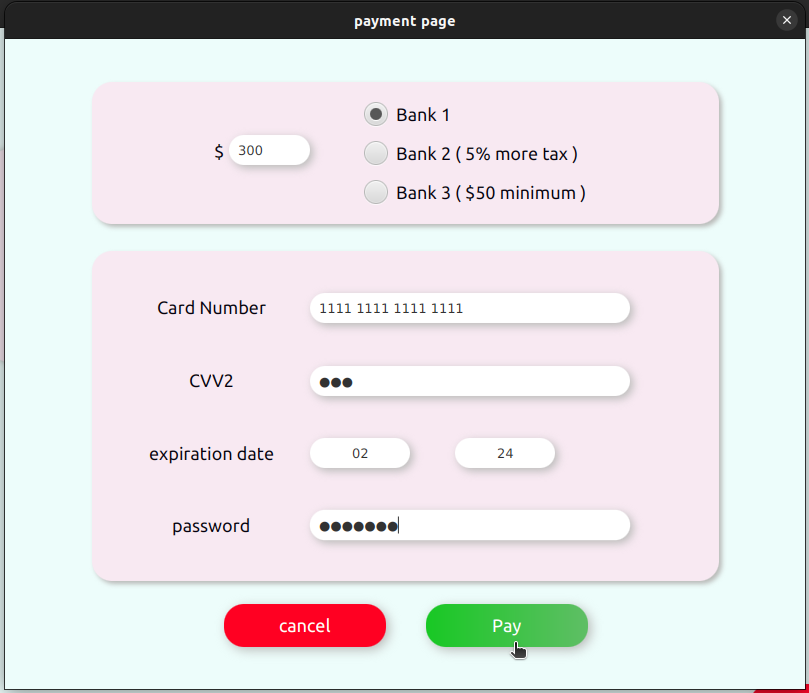 payment page
$ 300
Bank 1
Bank 2 ( 5% more tax )
Bank 3 ( $50 minimum )
Card Number 1111 1111 1111 1111
CVV2 ●●●
expiration date 02 24
password ●●●●●●●
cancel Pay